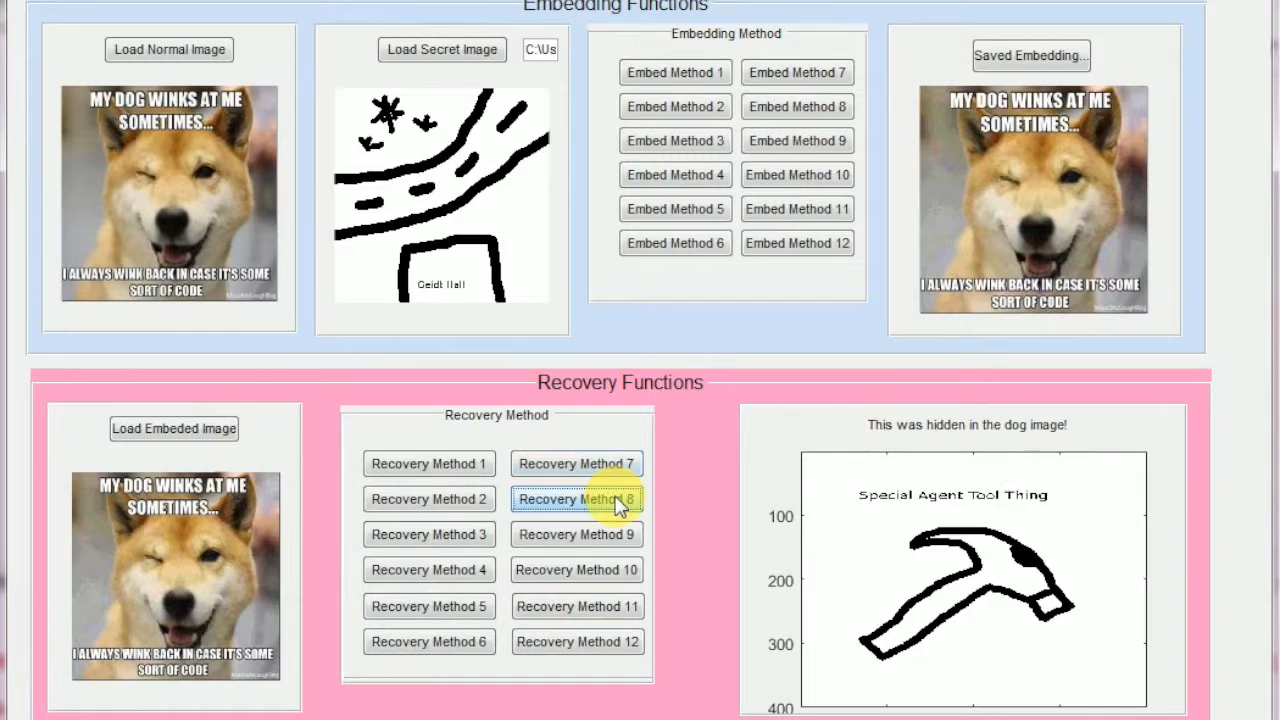 Embedding Functions
Load Normal Image
MY DOG WINKS AT ME
SOMETIMES...
I ALWAYS WINK BACK IN CASE IT'S SOME
SORT OF CODE
Load Secret Image
C:\Us
Geidt Hall
Embedding Method
Embed Method 1
Embed Method 7
Embed Method 2
Embed Method 8
Embed Method 3
Embed Method 9
Embed Method 4
Embed Method 10
Embed Method 5
Embed Method 11
Embed Method 6
Embed Method 12
Saved Embedding...
MY DOG WINKS AT ME
SOMETIMES...
I ALWAYS WINK BACK IN CASE IT'S SOME
SORT OF CODE
Recovery Functions
Load Embeded Image
MY DOG WINKS AT ME
SOMETIMES...
I ALWAYS WINK BACK IN CASE IT'S SOME
SORT OF CODE
Recovery Method
Recovery Method 1
Recovery Method 7
Recovery Method 2
Recovery Method 8
Recovery Method 3
Recovery Method 9
Recovery Method 4
Recovery Method 10
Recovery Method 5
Recovery Method 11
Recovery Method 6
Recovery Method 12
This was hidden in the dog image!
Special Agent Tool Thing
100
200
300
400